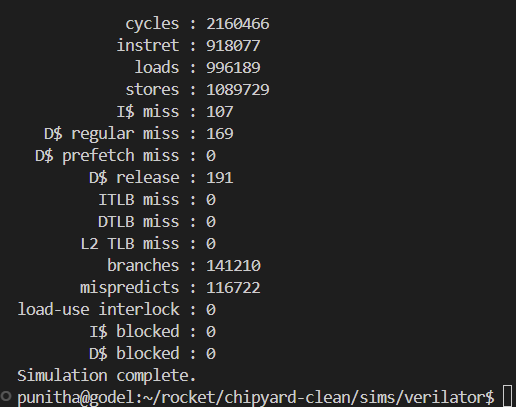 cycles : 2160466
instret : 918077
loads : 996189
stores : 1089729
I$ miss : 107
D$ regular miss : 169
D$ prefetch miss : 0
D$ release : 191
ITLB miss : 0
DTLB miss : 0
L2 TLB miss : 0
branches : 141210
mispredicts : 116722
load-use interlock : 0
I$ blocked : 0
D$ blocked : 0
Simulation complete.
punitha@godel:~/rocket/chipyard-clean/sims/verilator$